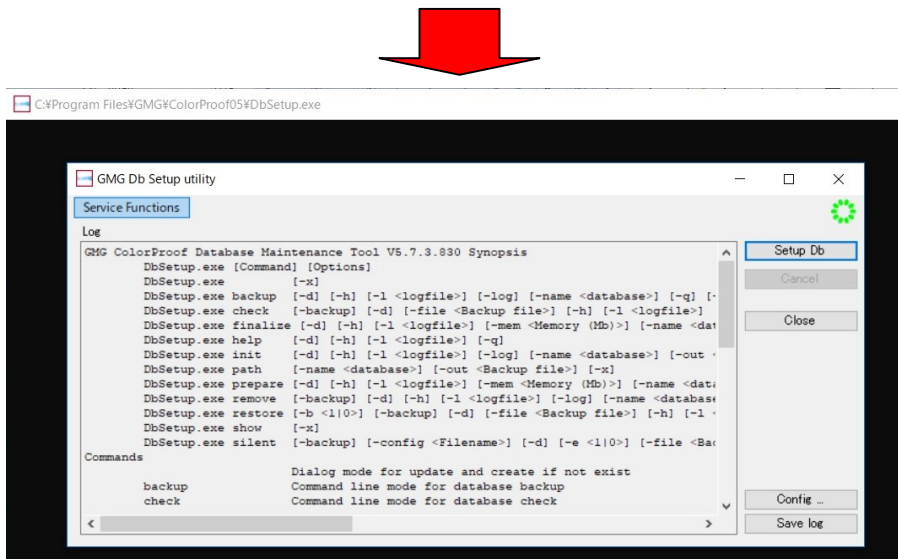 C:¥Program Files¥GMG¥ColorProof05¥DbSetup.exe
GMG Db Setup utility
Service Functions
Log
GMG ColorProof Database Maintenance Tool V5.7.3.830 Synopsis
DbSetup.exe [Command] [Options]
DbSetup.exe [-x]
DbSetup.exe backup [-d] [-h] [-l <logfile>] [-log] [-name <database>] [-q] [-
DbSetup.exe check [-backup] [-d] [-file <Backup file>] [-h] [-l <logfile>]
DbSetup.exe finalize [-d] [-h] [-l <logfile>] [-mem <Memory (Mb)>] [-name <dat
DbSetup.exe help [-d] [-h] [-l <logfile>] [-q]
DbSetup.exe init [-d] [-h] [-l <logfile>] [-log] [-name <database>] [-out <
DbSetup.exe path [-name <database>] [-out <Backup file>] [-x]
DbSetup.exe prepare [-d] [-h] [-l <logfile>] [-mem <Memory (Mb)>] [-name <data
DbSetup.exe remove [-backup] [-d] [-h] [-l <logfile>] [-log] [-name <database
DbSetup.exe restore [-b <1|0>] [-backup] [-d] [-file <Backup file>] [-h] [-l <
DbSetup.exe show [-x]
DbSetup.exe silent [-backup] [-config <Filename>] [-d] [-e <1|0>] [-file <Bac
Commands
Dialog mode for update and create if not exist
backup Command line mode for database backup
check Command line mode for database check
Setup Db
Cancel
Close
Config ...
Save log